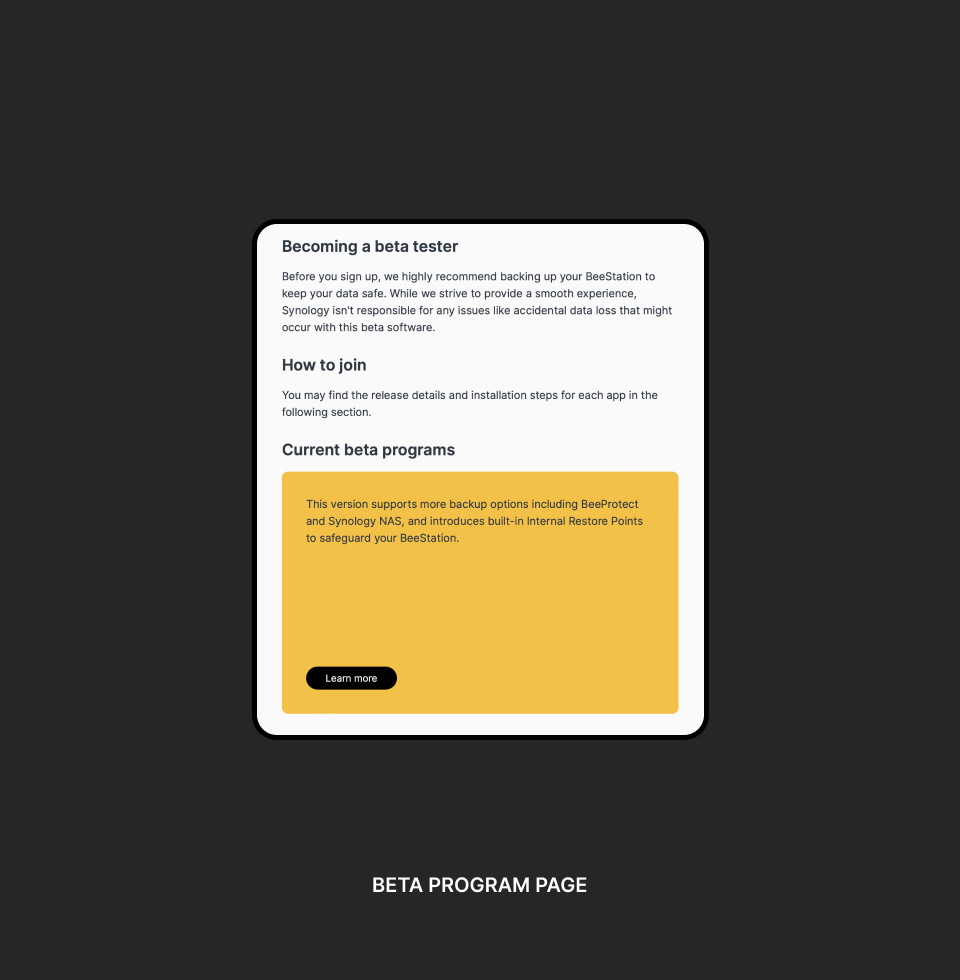 Becoming a beta tester
Before you sign up, we highly recommend backing up your BeeStation to
keep your data safe. While we strive to provide a smooth experience,
Synology isn't responsible for any issues like accidental data loss that might
occur with this beta software.
How to join
You may find the release details and installation steps for each app in the
following section.
Current beta programs
This version supports more backup options including BeeProtect
and Synology NAS, and introduces built-in Internal Restore Points
to safeguard your BeeStation.
Learn more
BETA PROGRAM PAGE